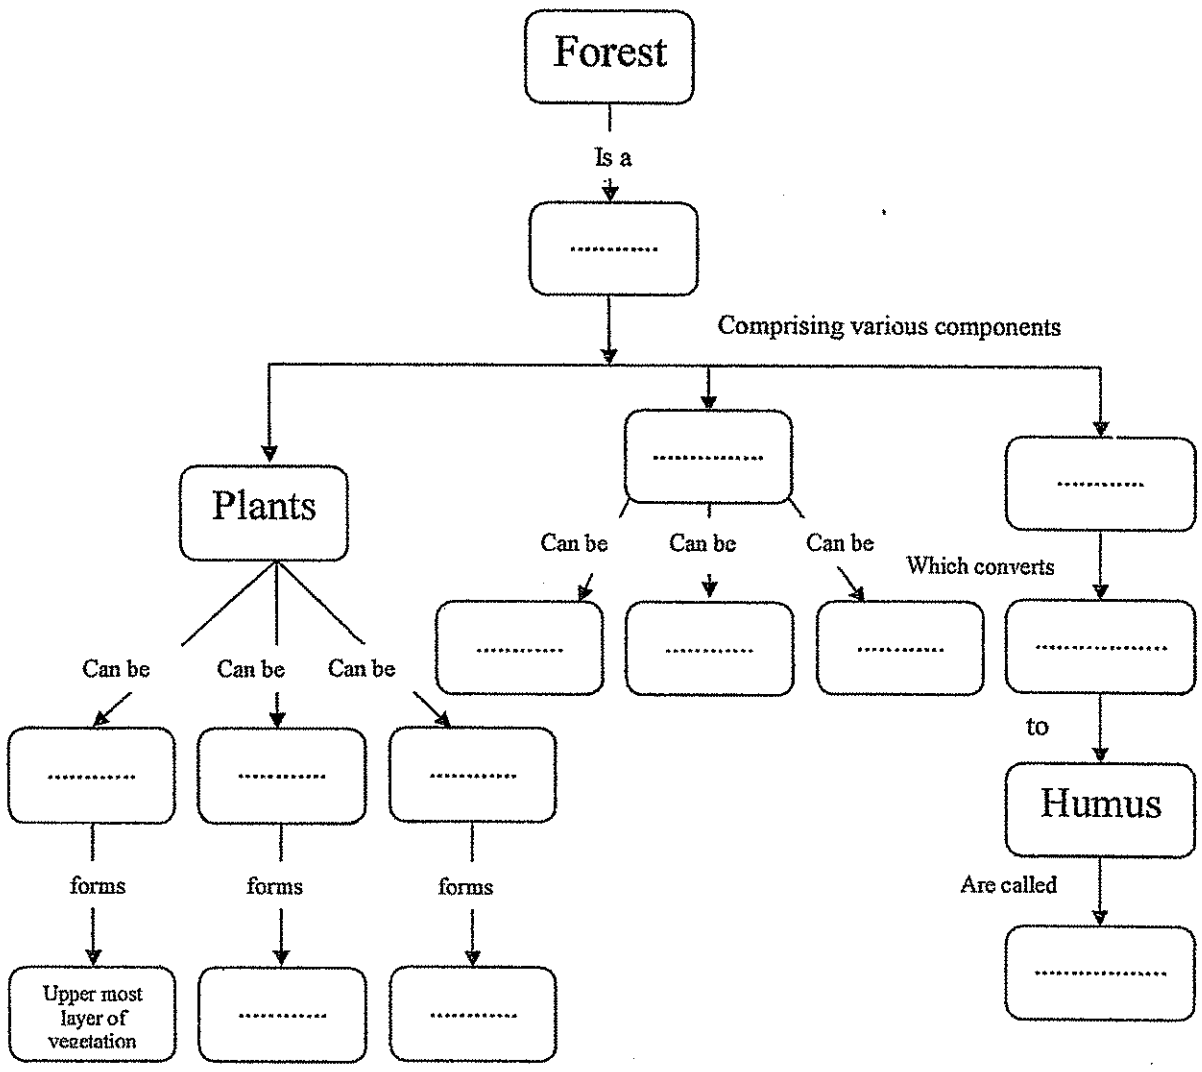 Forest
Is a
............
Comprising various components
...............
............
Plants
Can be
Can be
Can be
Which converts
............
............
............
..................
Can be
Can be
Can be
to
............
............
............
Humus
forms
forms
forms
Are called
..................
Upper most
layer of
vegetation
............
............